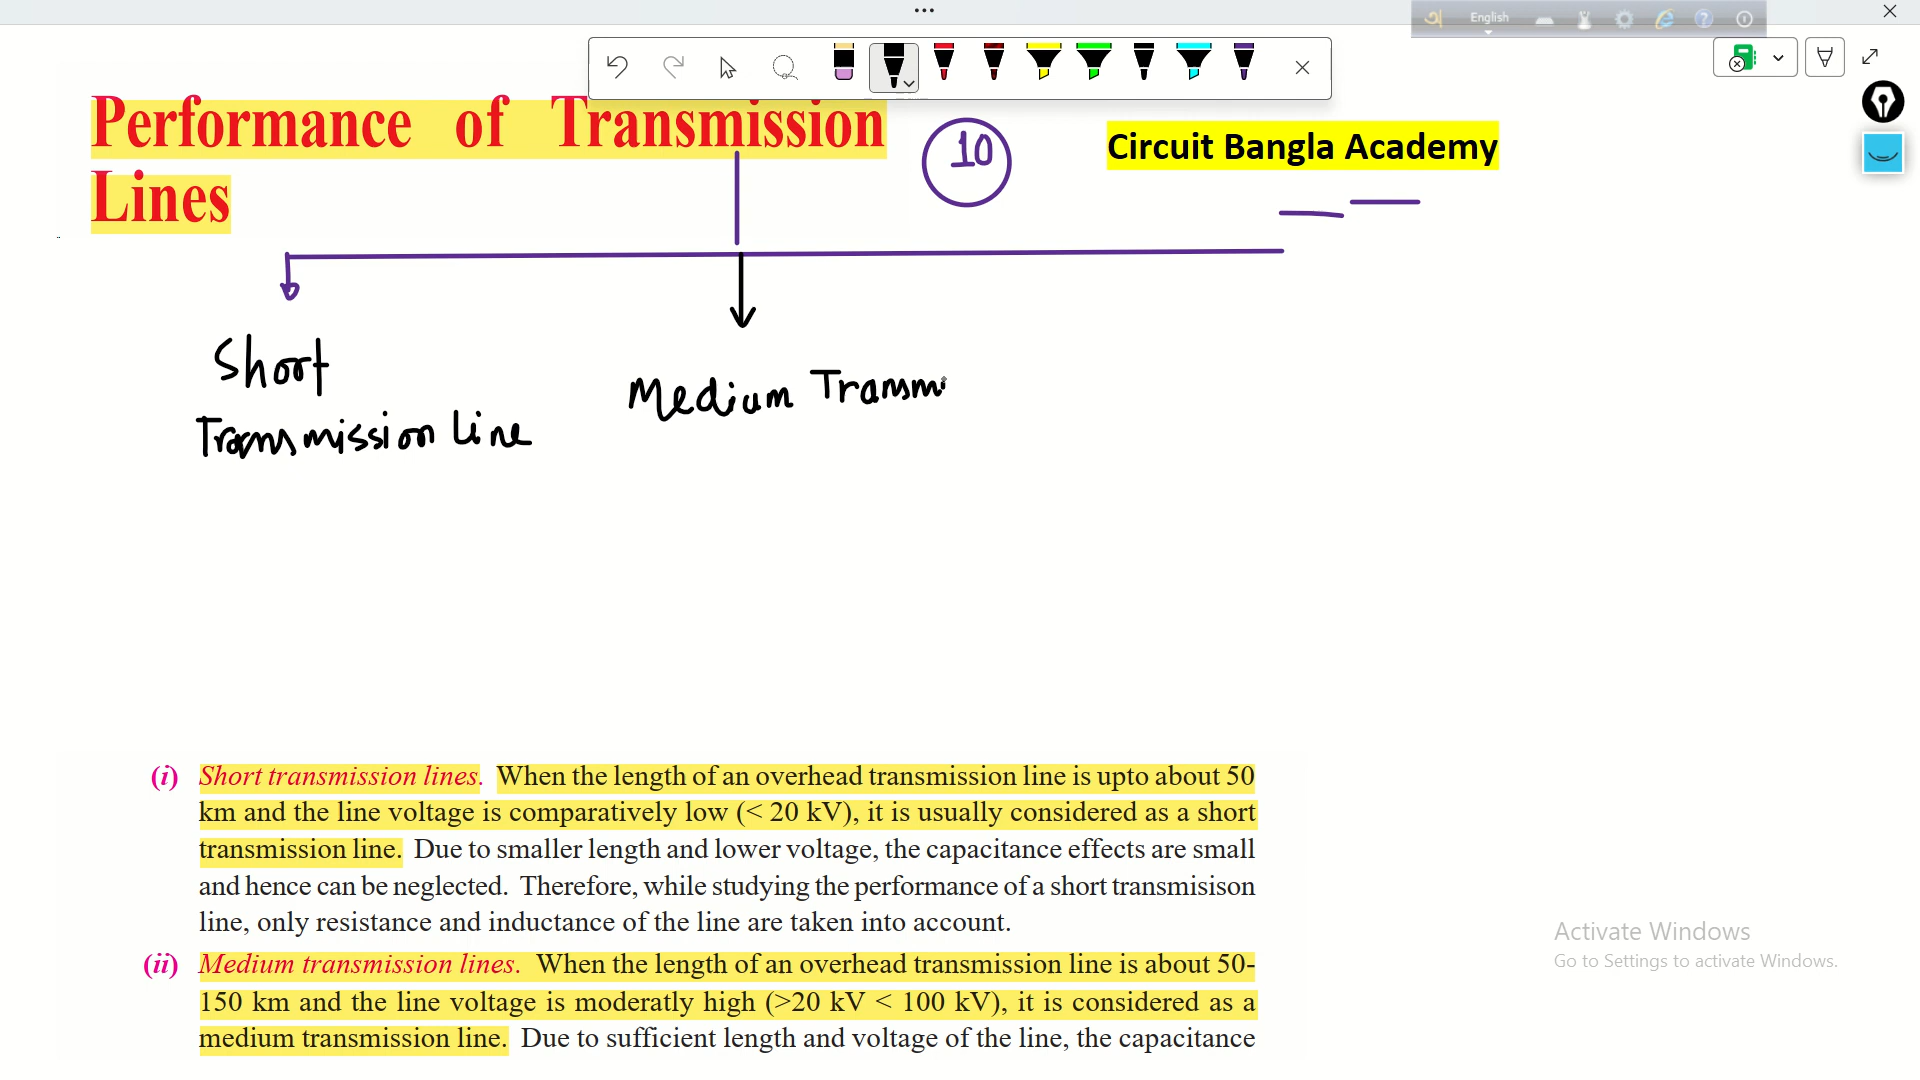 English
Performance of Transmission
Lines
10
Circuit Bangla Academy
Short
Transmission Line
Medium Transmi
(i) Short transmission lines. When the length of an overhead transmission line is upto about 50
km and the line voltage is comparatively low (< 20 kV), it is usually considered as a short
transmission line. Due to smaller length and lower voltage, the capacitance effects are small
and hence can be neglected. Therefore, while studying the performance of a short transmisison
line, only resistance and inductance of the line are taken into account.
(ii) Medium transmission lines. When the length of an overhead transmission line is about 50-
150 km and the line voltage is moderatly high (>20 kV < 100 kV), it is considered as a
medium transmission line. Due to sufficient length and voltage of the line, the capacitance
Activate Windows
Go to Settings to activate Windows.